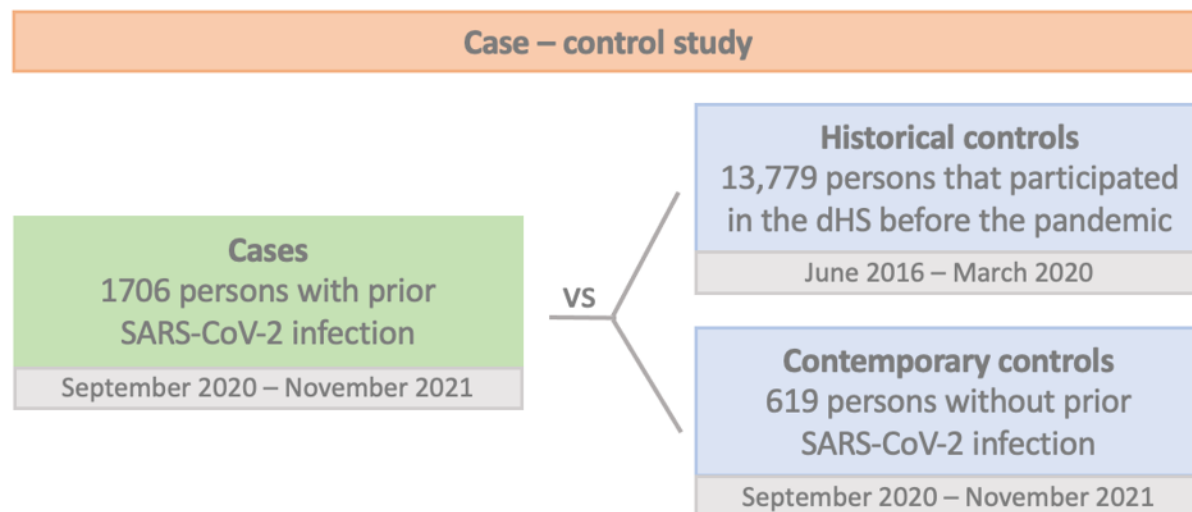 Case – control study
Historical controls
13,779 persons that participated
in the dHS before the pandemic
June 2016 – March 2020
Cases
1706 persons with prior
SARS-CoV-2 infection
September 2020 – November 2021
vs
Contemporary controls
619 persons without prior
SARS-CoV-2 infection
September 2020 – November 2021